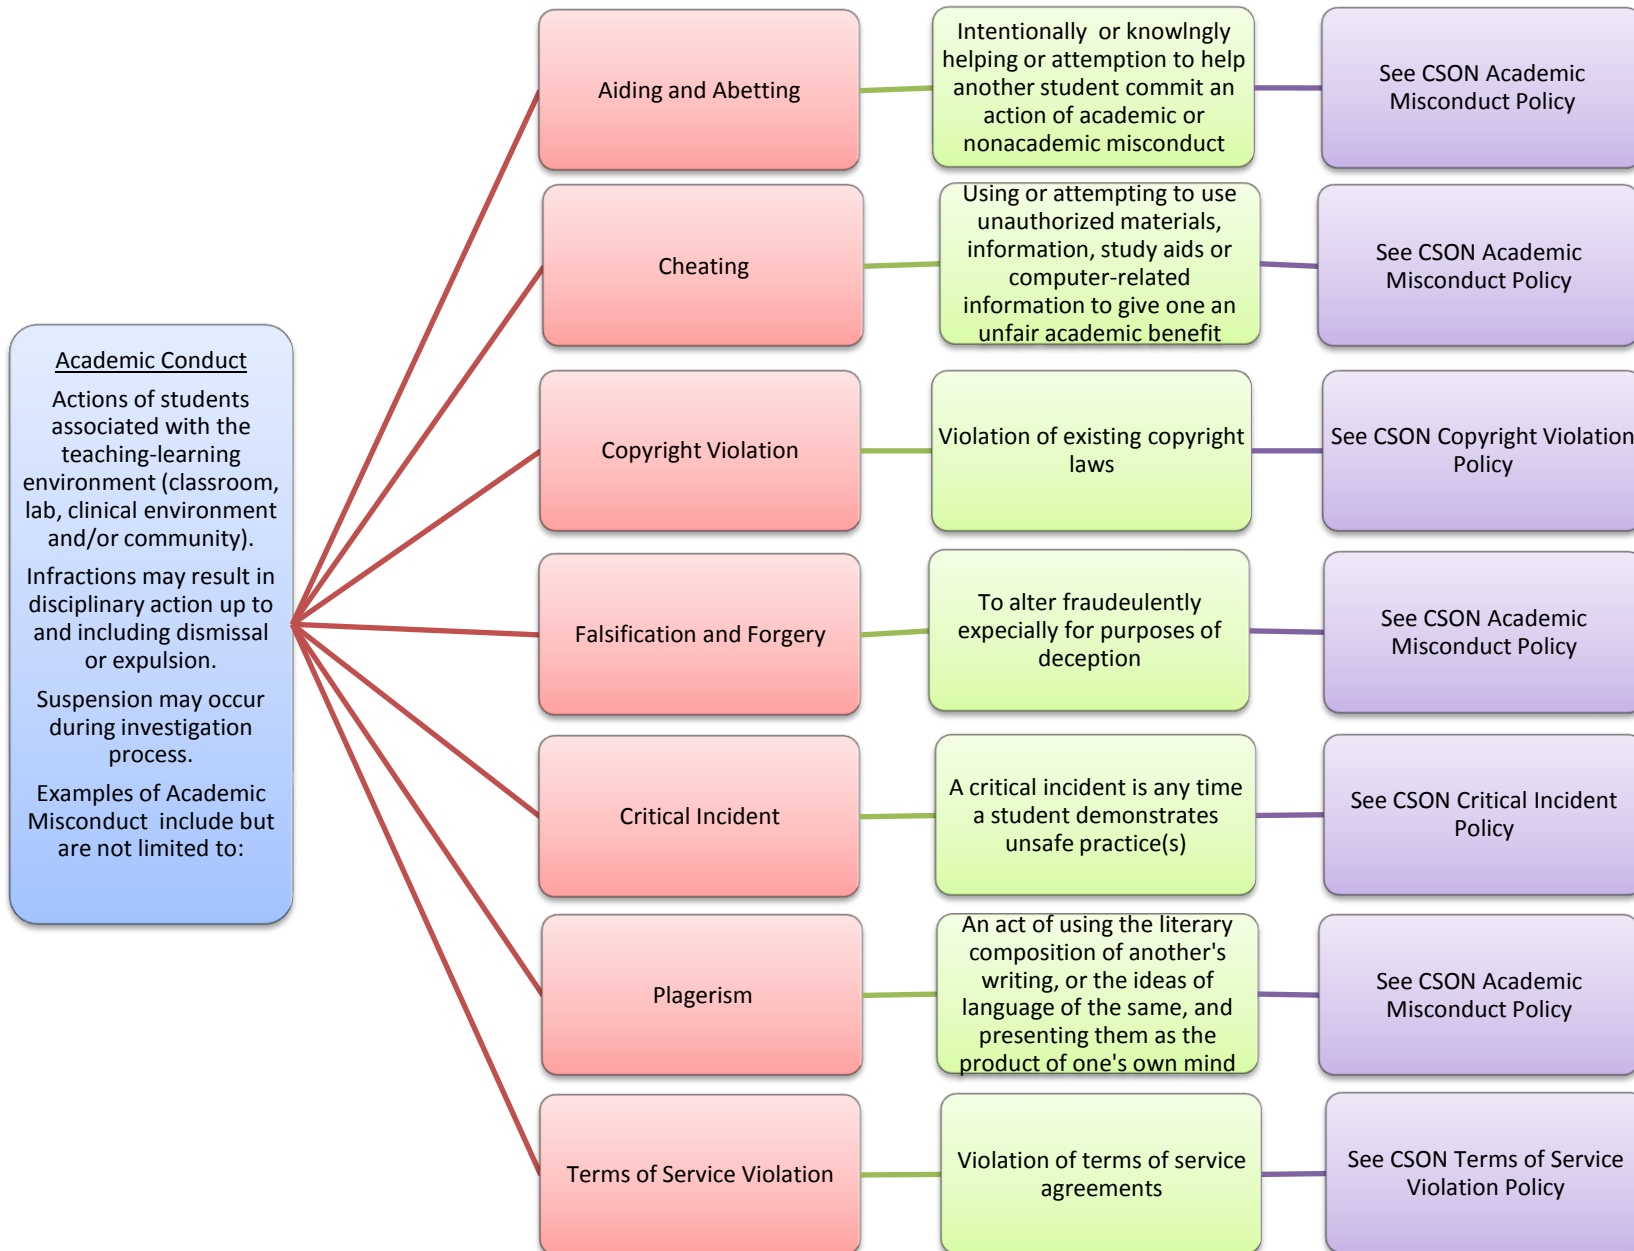 Academic Conduct
Actions of students
associated with the
teaching-learning
environment (classroom,
lab, clinical environment
and/or community).
Infractions may result in
disciplinary action up to
and including dismissal
or expulsion.
Suspension may occur
during investigation
process.
Examples of Academic
Misconduct include but
are not limited to:
Aiding and Abetting
Intentionally or knowlngly
helping or attemption to help
another student commit an
action of academic or
nonacademic misconduct
See CSON Academic
Misconduct Policy
Cheating
Using or attempting to use
unauthorized materials,
information, study aids or
computer-related
information to give one an
unfair academic benefit
See CSON Academic
Misconduct Policy
Copyright Violation
Violation of existing copyright
laws
See CSON Copyright Violation
Policy
Falsification and Forgery
To alter fraudeulently
expecially for purposes of
deception
See CSON Academic
Misconduct Policy
Critical Incident
A critical incident is any time
a student demonstrates
unsafe practice(s)
See CSON Critical Incident
Policy
Plagerism
An act of using the literary
composition of another's
writing, or the ideas of
language of the same, and
presenting them as the
product of one's own mind
See CSON Academic
Misconduct Policy
Terms of Service Violation
Violation of terms of service
agreements
See CSON Terms of Service
Violation Policy